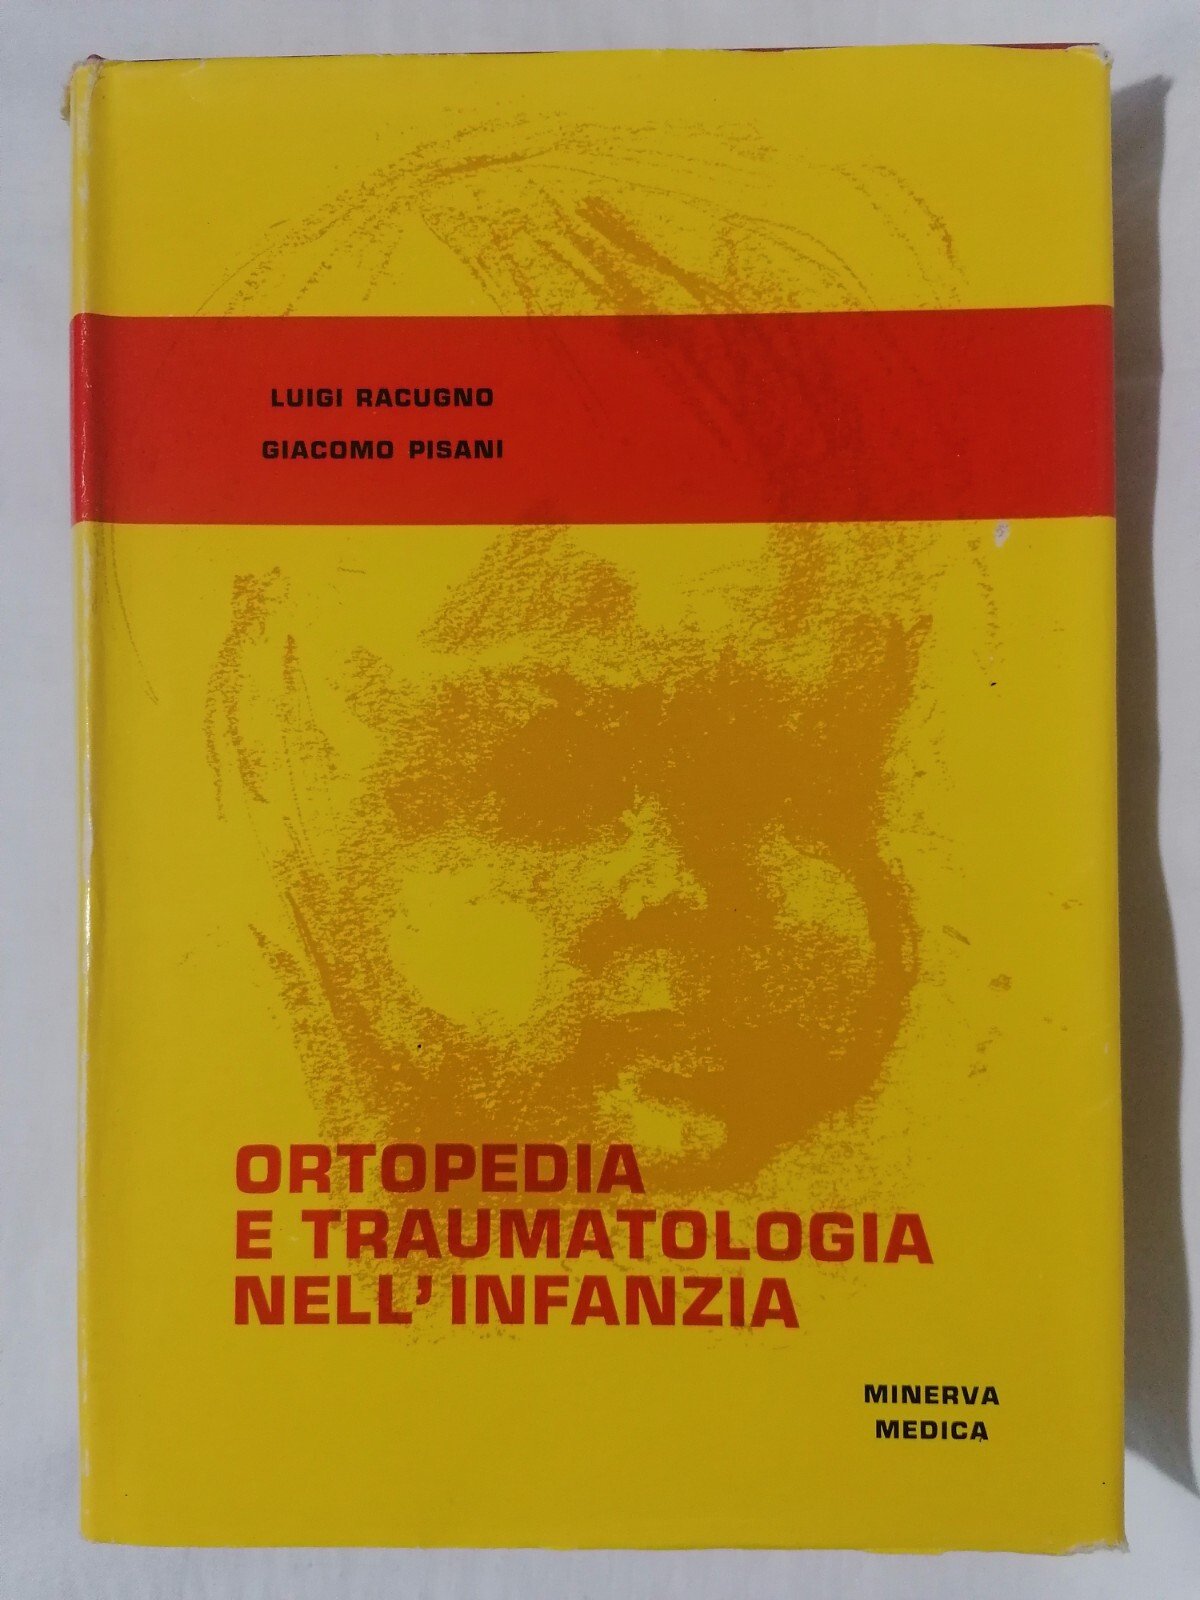 LUIGI RACUGNO
GIACOMO PISANI
ORTOPEDIA
E TRAUMATOLOGIA
NELL'INFANZIA
MINERVA
MEDICA